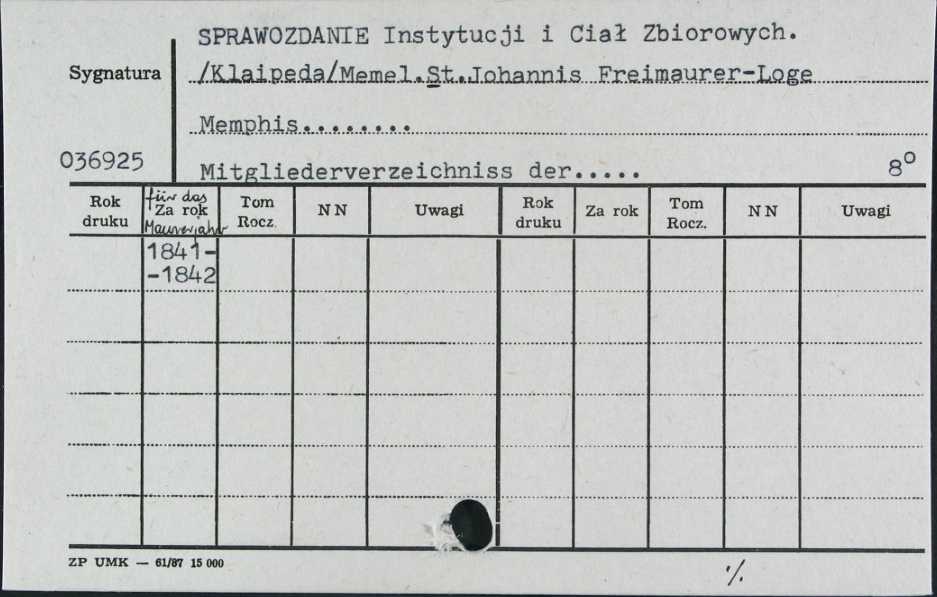 SPRAWOZDANIE Instytucji i Ciał Zbiorowych.
Sygnatura /Klaipeda/Memel.St.Johannis Freimaurer-Loge
Memphis........
036925 Mitgliederverzeichniss der..... 8°
Rok druku für das Za rok Maurerjahr Tom Rocz. N N Uwagi Rok druku Za rok Tom Rocz. N N Uwagi
1841-
-1842
ZP UMK — 61/87 15 000
·/.